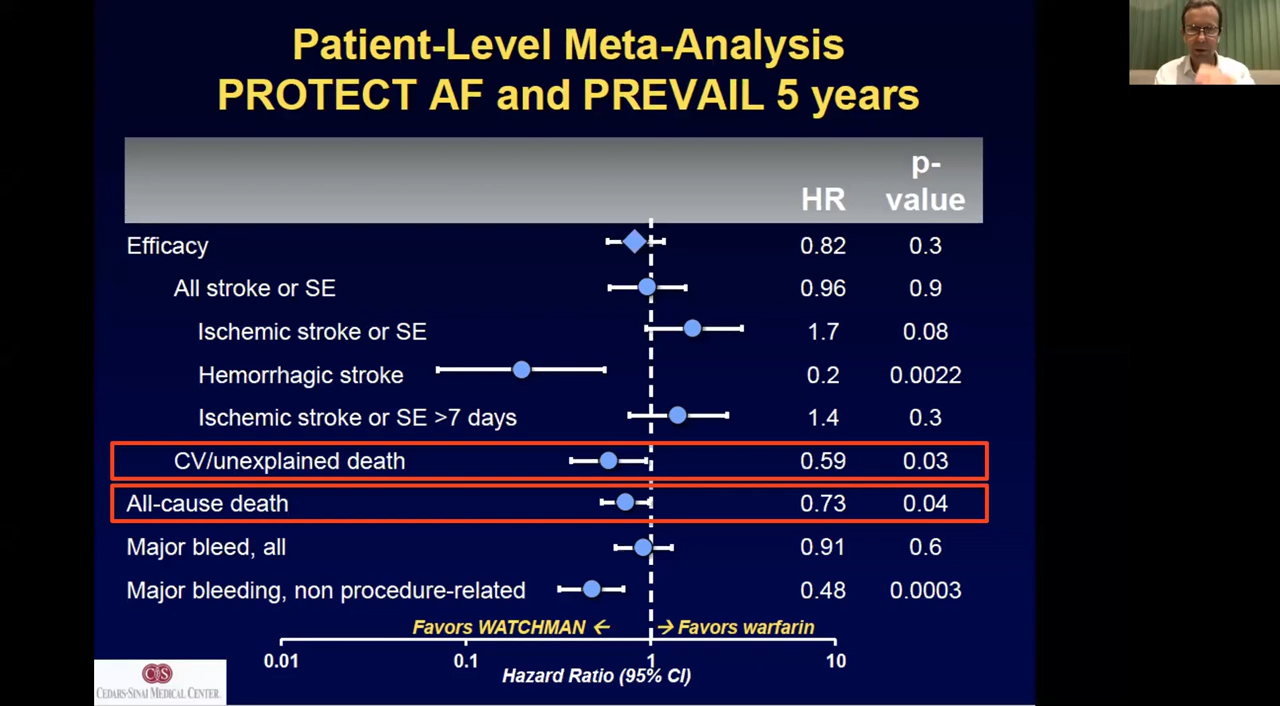 Patient-Level Meta-Analysis
PROTECT AF and PREVAIL 5 years
HR
p-
value
Efficacy 0.82 0.3
All stroke or SE 0.96 0.9
Ischemic stroke or SE 1.7 0.08
Hemorrhagic stroke 0.2 0.0022
Ischemic stroke or SE >7 days 1.4 0.3
CV/unexplained death 0.59 0.03
All-cause death 0.73 0.04
Major bleed, all 0.91 0.6
Major bleeding, non procedure-related 0.48 0.0003
Favors WATCHMAN ← → Favors warfarin
0.01 0.1 1 10
Hazard Ratio (95% CI)
CEDARS-SINAI MEDICAL CENTER